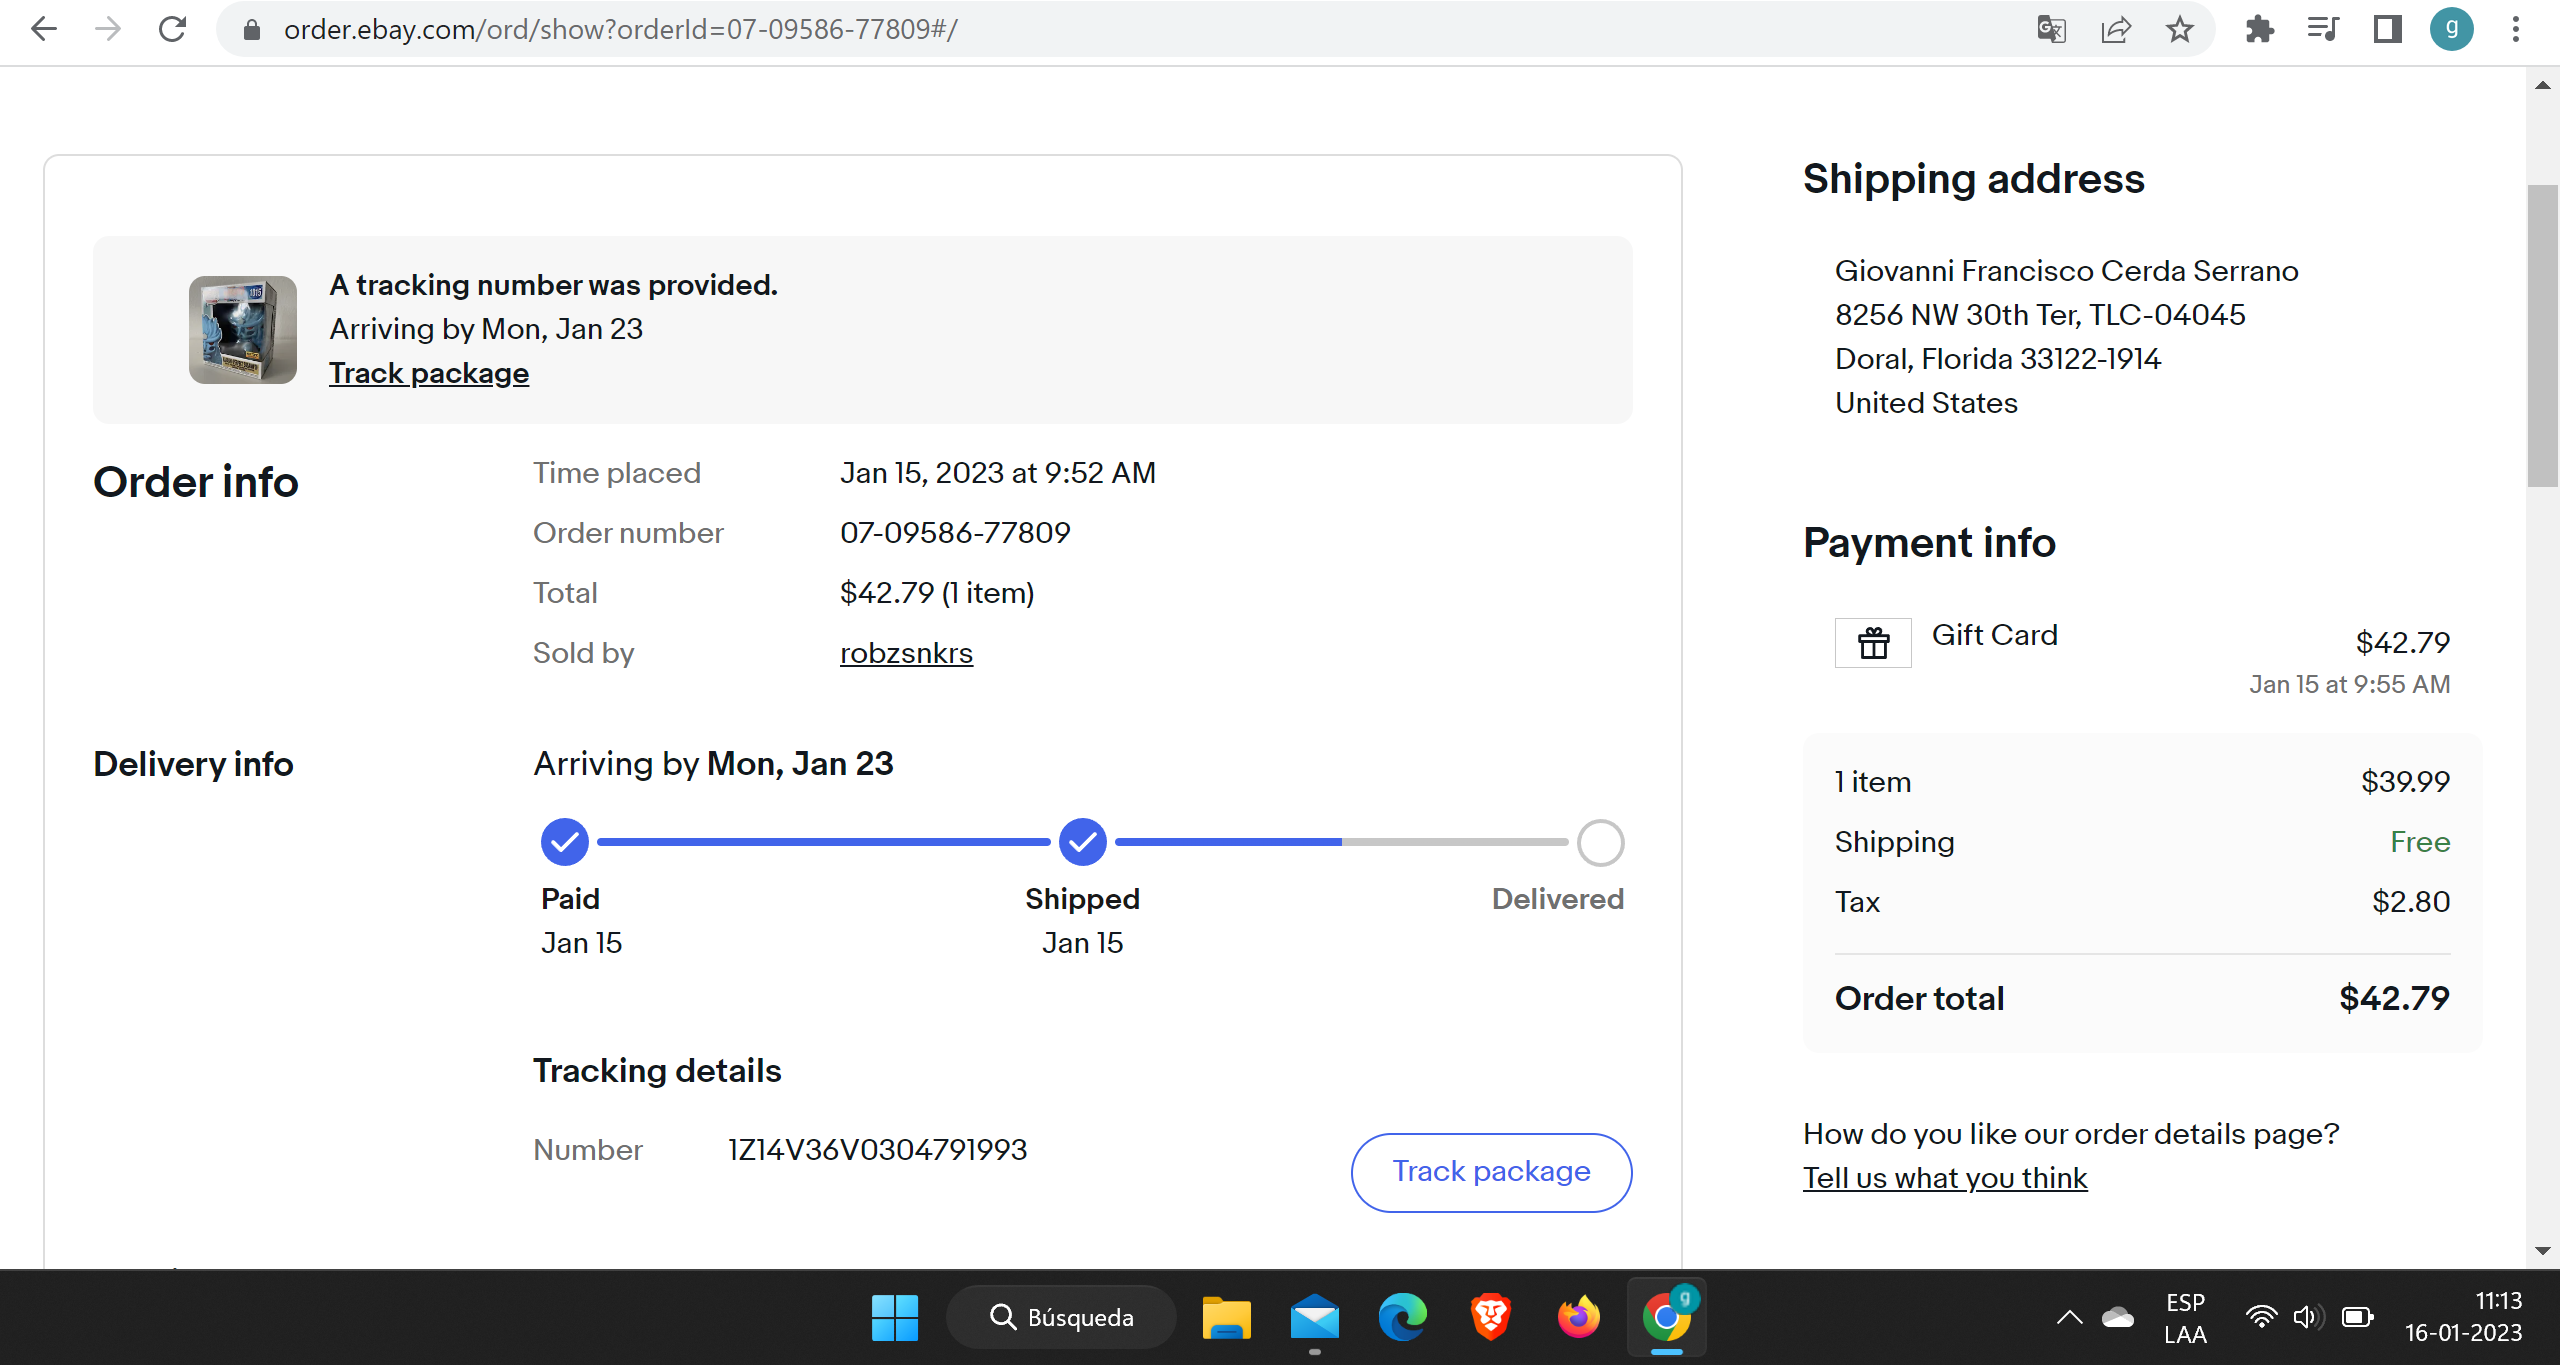 order.ebay.com/ord/show?orderId=07-09586-77809#/
g
A tracking number was provided.
Arriving by Mon, Jan 23
Track package
Order info
Time placed Jan 15, 2023 at 9:52 AM
Order number 07-09586-77809
Total $42.79 (1 item)
Sold by robzsnkrs
Delivery info
Arriving by Mon, Jan 23
Paid Shipped Delivered
Jan 15 Jan 15
Tracking details
Number 1Z14V36V0304791993
Track package
Shipping address
Giovanni Francisco Cerda Serrano
8256 NW 30th Ter, TLC-04045
Doral, Florida 33122-1914
United States
Payment info
Gift Card $42.79
Jan 15 at 9:55 AM
1 item $39.99
Shipping Free
Tax $2.80
Order total $42.79
How do you like our order details page?
Tell us what you think
Búsqueda
g
ESP
LAA
11:13
16-01-2023